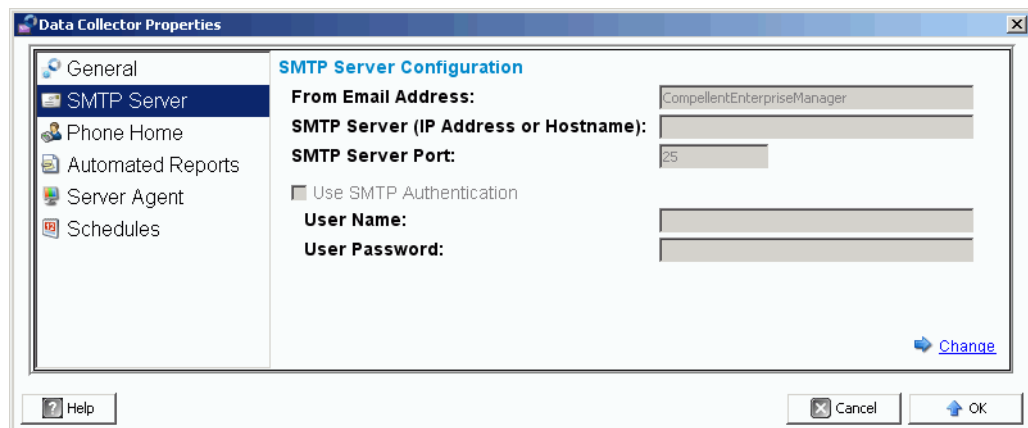 Data Collector Properties
General
SMTP Server
Phone Home
Automated Reports
Server Agent
Schedules
SMTP Server Configuration
From Email Address: CompellentEnterpriseManager
SMTP Server (IP Address or Hostname):
SMTP Server Port: 25
Use SMTP Authentication
User Name:
User Password:
Change
Help
Cancel
OK